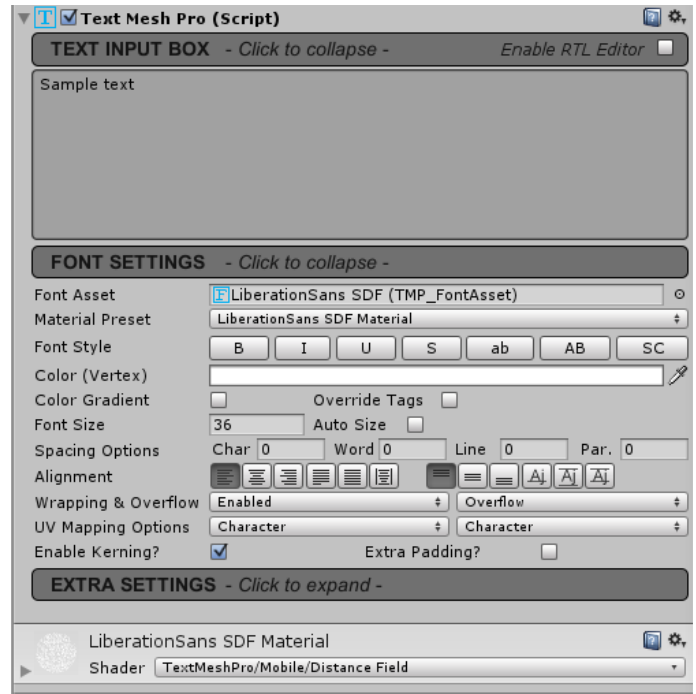 Text Mesh Pro (Script)
TEXT INPUT BOX - Click to collapse - Enable RTL Editor
Sample text
FONT SETTINGS - Click to collapse -
Font Asset LiberationSans SDF (TMP_FontAsset)
Material Preset LiberationSans SDF Material
Font Style B I U S ab AB SC
Color (Vertex)
Color Gradient Override Tags
Font Size 36 Auto Size
Spacing Options Char 0 Word 0 Line 0 Par. 0
Alignment
Wrapping & Overflow Enabled Overflow
UV Mapping Options Character Character
Enable Kerning? Extra Padding?
EXTRA SETTINGS - Click to expand -
LiberationSans SDF Material
Shader TextMeshPro/Mobile/Distance Field